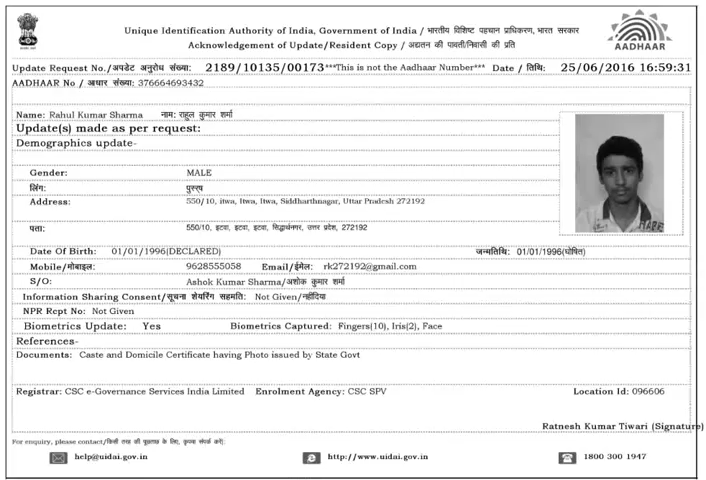 Unique Identification Authority of India, Government of India / भारतीय विशिष्ट पहचान प्राधिकरण, भारत सरकार
Acknowledgement of Update/Resident Copy / अद्यतन की पावती/निवासी की प्रति
AADHAAR
Update Request No./अपडेट अनुरोध संख्या: 2189/10135/00173***This is not the Aadhaar Number*** Date / तिथि: 25/06/2016 16:59:31
AADHAAR No / आधार संख्या: 376664693432
Name: Rahul Kumar Sharma नाम: राहुल कुमार शर्मा
Update(s) made as per request:
Demographics update-
Gender: MALE
लिंग: पुरुष
Address: 550/10, itwa, Itwa, Itwa, Siddharthnagar, Uttar Pradesh 272192
पता: 550/10, इटवा, इटवा, इटवा, सिद्धार्थनगर, उत्तर प्रदेश, 272192
Date Of Birth: 01/01/1996(DECLARED) जन्मतिथि: 01/01/1996(घोषित)
Mobile/मोबाइल: 9628555058 Email/ईमेल: rk272192@gmail.com
S/O: Ashok Kumar Sharma/अशोक कुमार शर्मा
Information Sharing Consent/सूचना शेयरिंग सहमति: Not Given/नहींदिया
NPR Rept No: Not Given
Biometrics Update: Yes Biometrics Captured: Fingers(10), Iris(2), Face
References-
Documents: Caste and Domicile Certificate having Photo issued by State Govt
Registrar: CSC e-Governance Services India Limited Enrolment Agency: CSC SPV Location Id: 096606
Ratnesh Kumar Tiwari (Signature)
For enquiry, please contact/किसी तरह की पूछताछ के लिए, कृप्या संपर्क करें:
help@uidai.gov.in http://www.uidai.gov.in 1800 300 1947